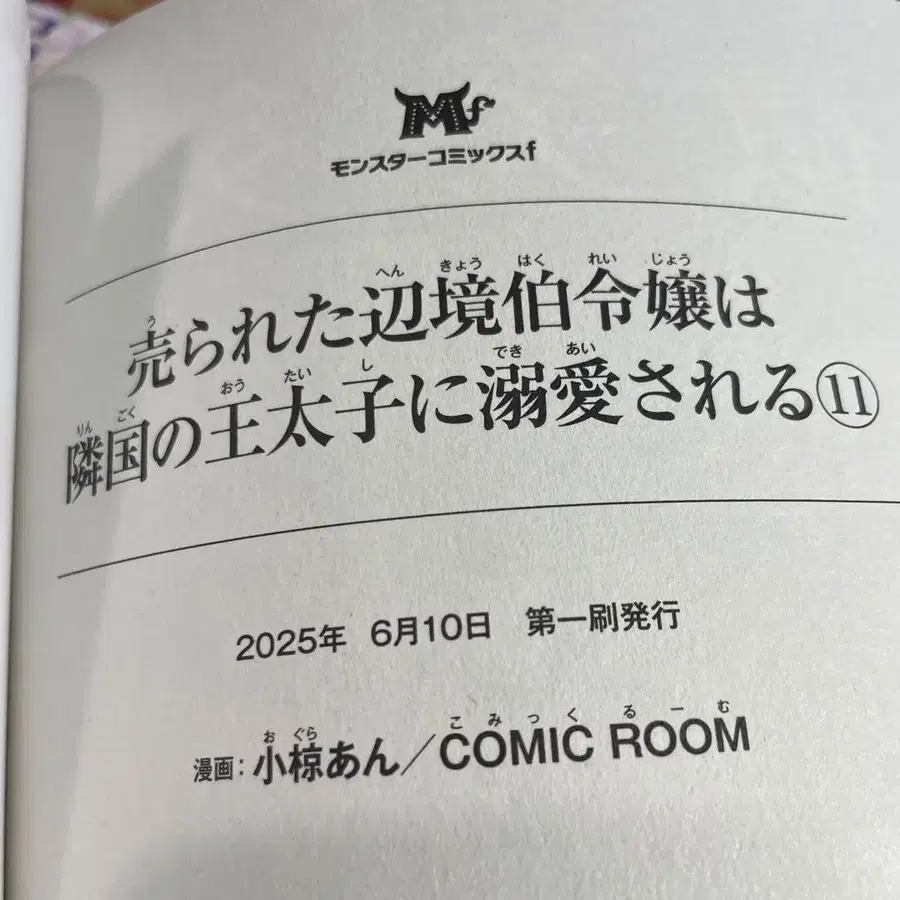 Mf
モンスターコミックスf
売られた辺境伯令嬢は
隣国の王太子に溺愛される⑪
2025年 6月10日 第一刷発行
漫画:小椋あん/COMIC ROOM